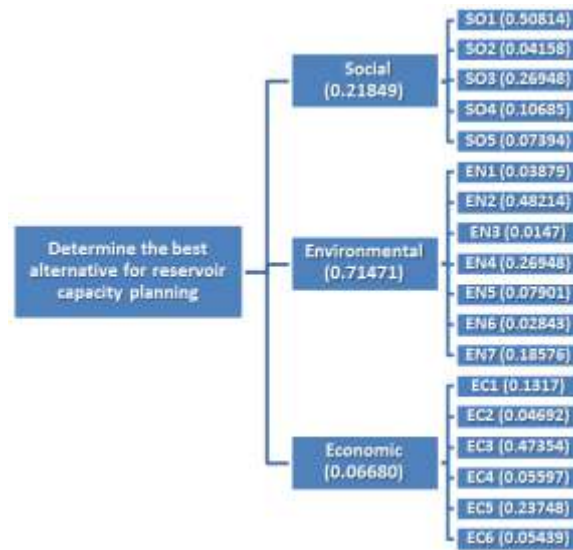 Determine the best
alternative for reservoir
capacity planning
Social
(0.21849)
SO1 (0.50814)
SO2 (0.04158)
SO3 (0.26948)
SO4 (0.10685)
SO5 (0.07394)
Environmental
(0.71471)
EN1 (0.03879)
EN2 (0.48214)
EN3 (0.0147)
EN4 (0.26948)
EN5 (0.07901)
EN6 (0.02843)
EN7 (0.18576)
Economic
(0.06680)
EC1 (0.1317)
EC2 (0.04692)
EC3 (0.47354)
EC4 (0.05597)
EC5 (0.23748)
EC6 (0.05439)